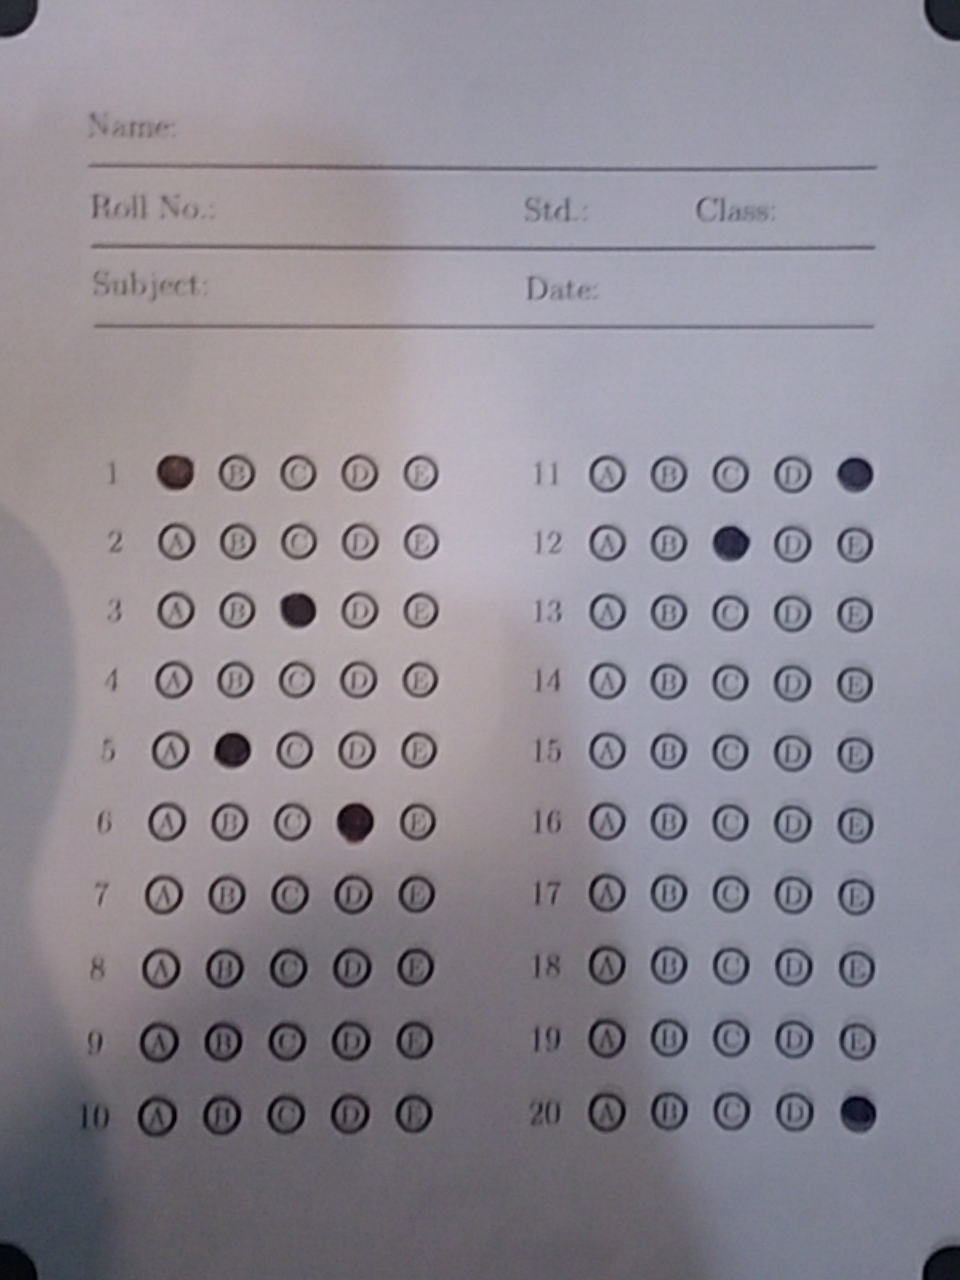 Name:
Roll No.: Std.: Class:
Subject: Date:
1 B C D E 11 A B C D
2 A B C D E 12 A B D E
3 A B D E 13 A B C D E
4 A B C D E 14 A B C D E
5 A C D E 15 A B C D E
6 A B C E 16 A B C D E
7 A B C D E 17 A B C D E
8 A B C D E 18 A B C D E
9 A B C D E 19 A B C D E
10 A B C D E 20 A B C D